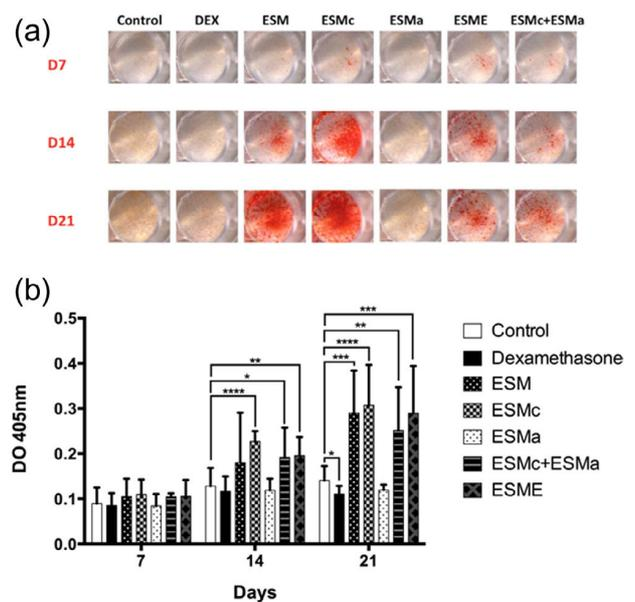 (a)
Control DEX ESM ESMc ESMa ESME ESMc+ESMa
D7
D14
D21
(b)
DO 405nm
0.5
0.4
0.3
0.2
0.1
0.0
****
*
**
*
***
****
**
***
7 14 21
Days
Control
Dexamethasone
ESM
ESMc
ESMa
ESMc+ESMa
ESME